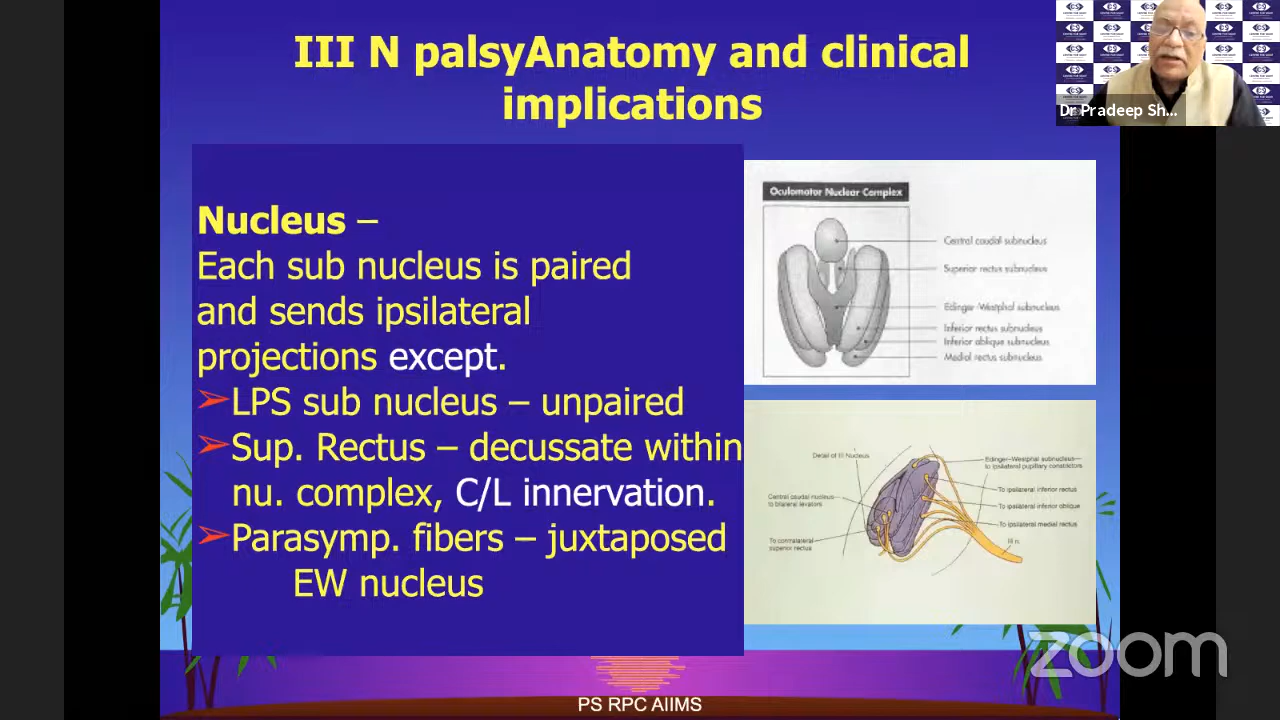 III N palsyAnatony and clinical
implications
Dr Pradeep Sh...
Nucleus –
Each sub nucleus is paired
and sends ipsilateral
projections except.
➢LPS sub nucleus – unpaired
➢Sup. Rectus – decussate within
nu. complex, C/L innervation.
➢Parasymp. fibers – juxtaposed
EW nucleus
Oculomotor Nuclear Complex
Central caudal subnucleus
Superior rectus subnucleus
Edinger-Westphal subnucleus
Inferior rectus subnucleus
Inferior oblique subnucleus
Medial rectus subnucleus
Detail of III Nucleus
Edinger–Westphal subnucleus—
to ipsilateral pupillary constrictors
To ipsilateral inferior rectus
Central caudal nucleus
to bilateral levators
To ipsilateral inferior oblique
To ipsilateral medial rectus
To contralateral
superior rectus
III n.
zoom
PS RPC AIIMS